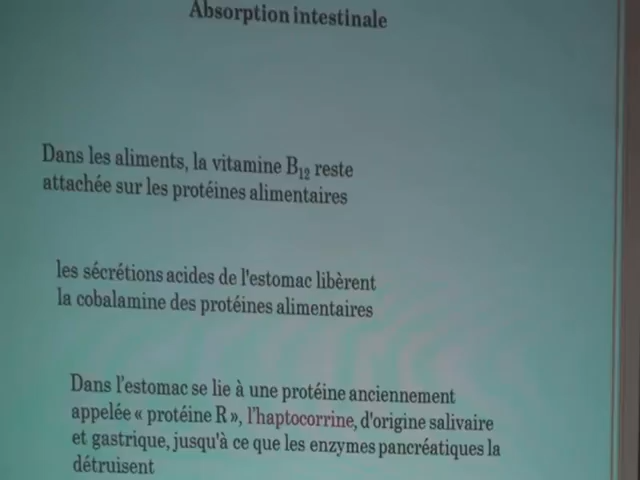 Absorption intestinale
Dans les aliments, la vitamine B₁₂ reste
attachée sur les protéines alimentaires
les sécrétions acides de l'estomac libèrent
la cobalamine des protéines alimentaires
Dans l'estomac se lie à une protéine anciennement
appelée « protéine R », l'haptocorrine, d'origine salivaire
et gastrique, jusqu'à ce que les enzymes pancréatiques la
détruisent